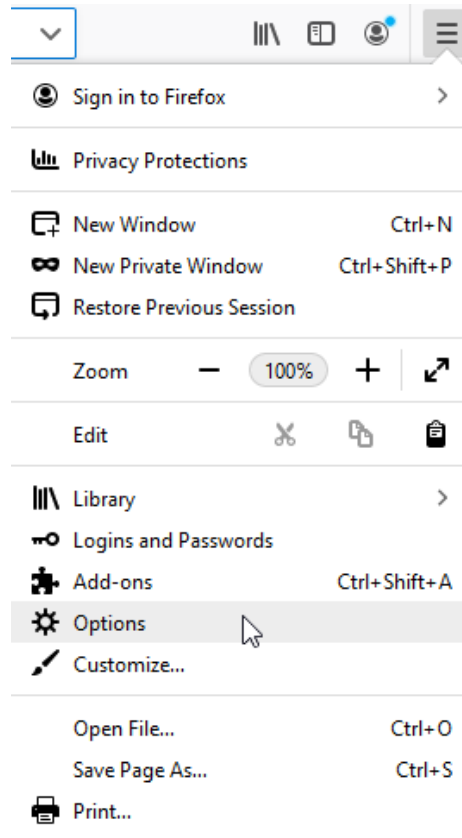 Sign in to Firefox
Privacy Protections
New Window Ctrl+N
New Private Window Ctrl+Shift+P
Restore Previous Session
Zoom 100%
Edit
Library
Logins and Passwords
Add-ons Ctrl+Shift+A
Options
Customize...
Open File... Ctrl+O
Save Page As... Ctrl+S
Print...